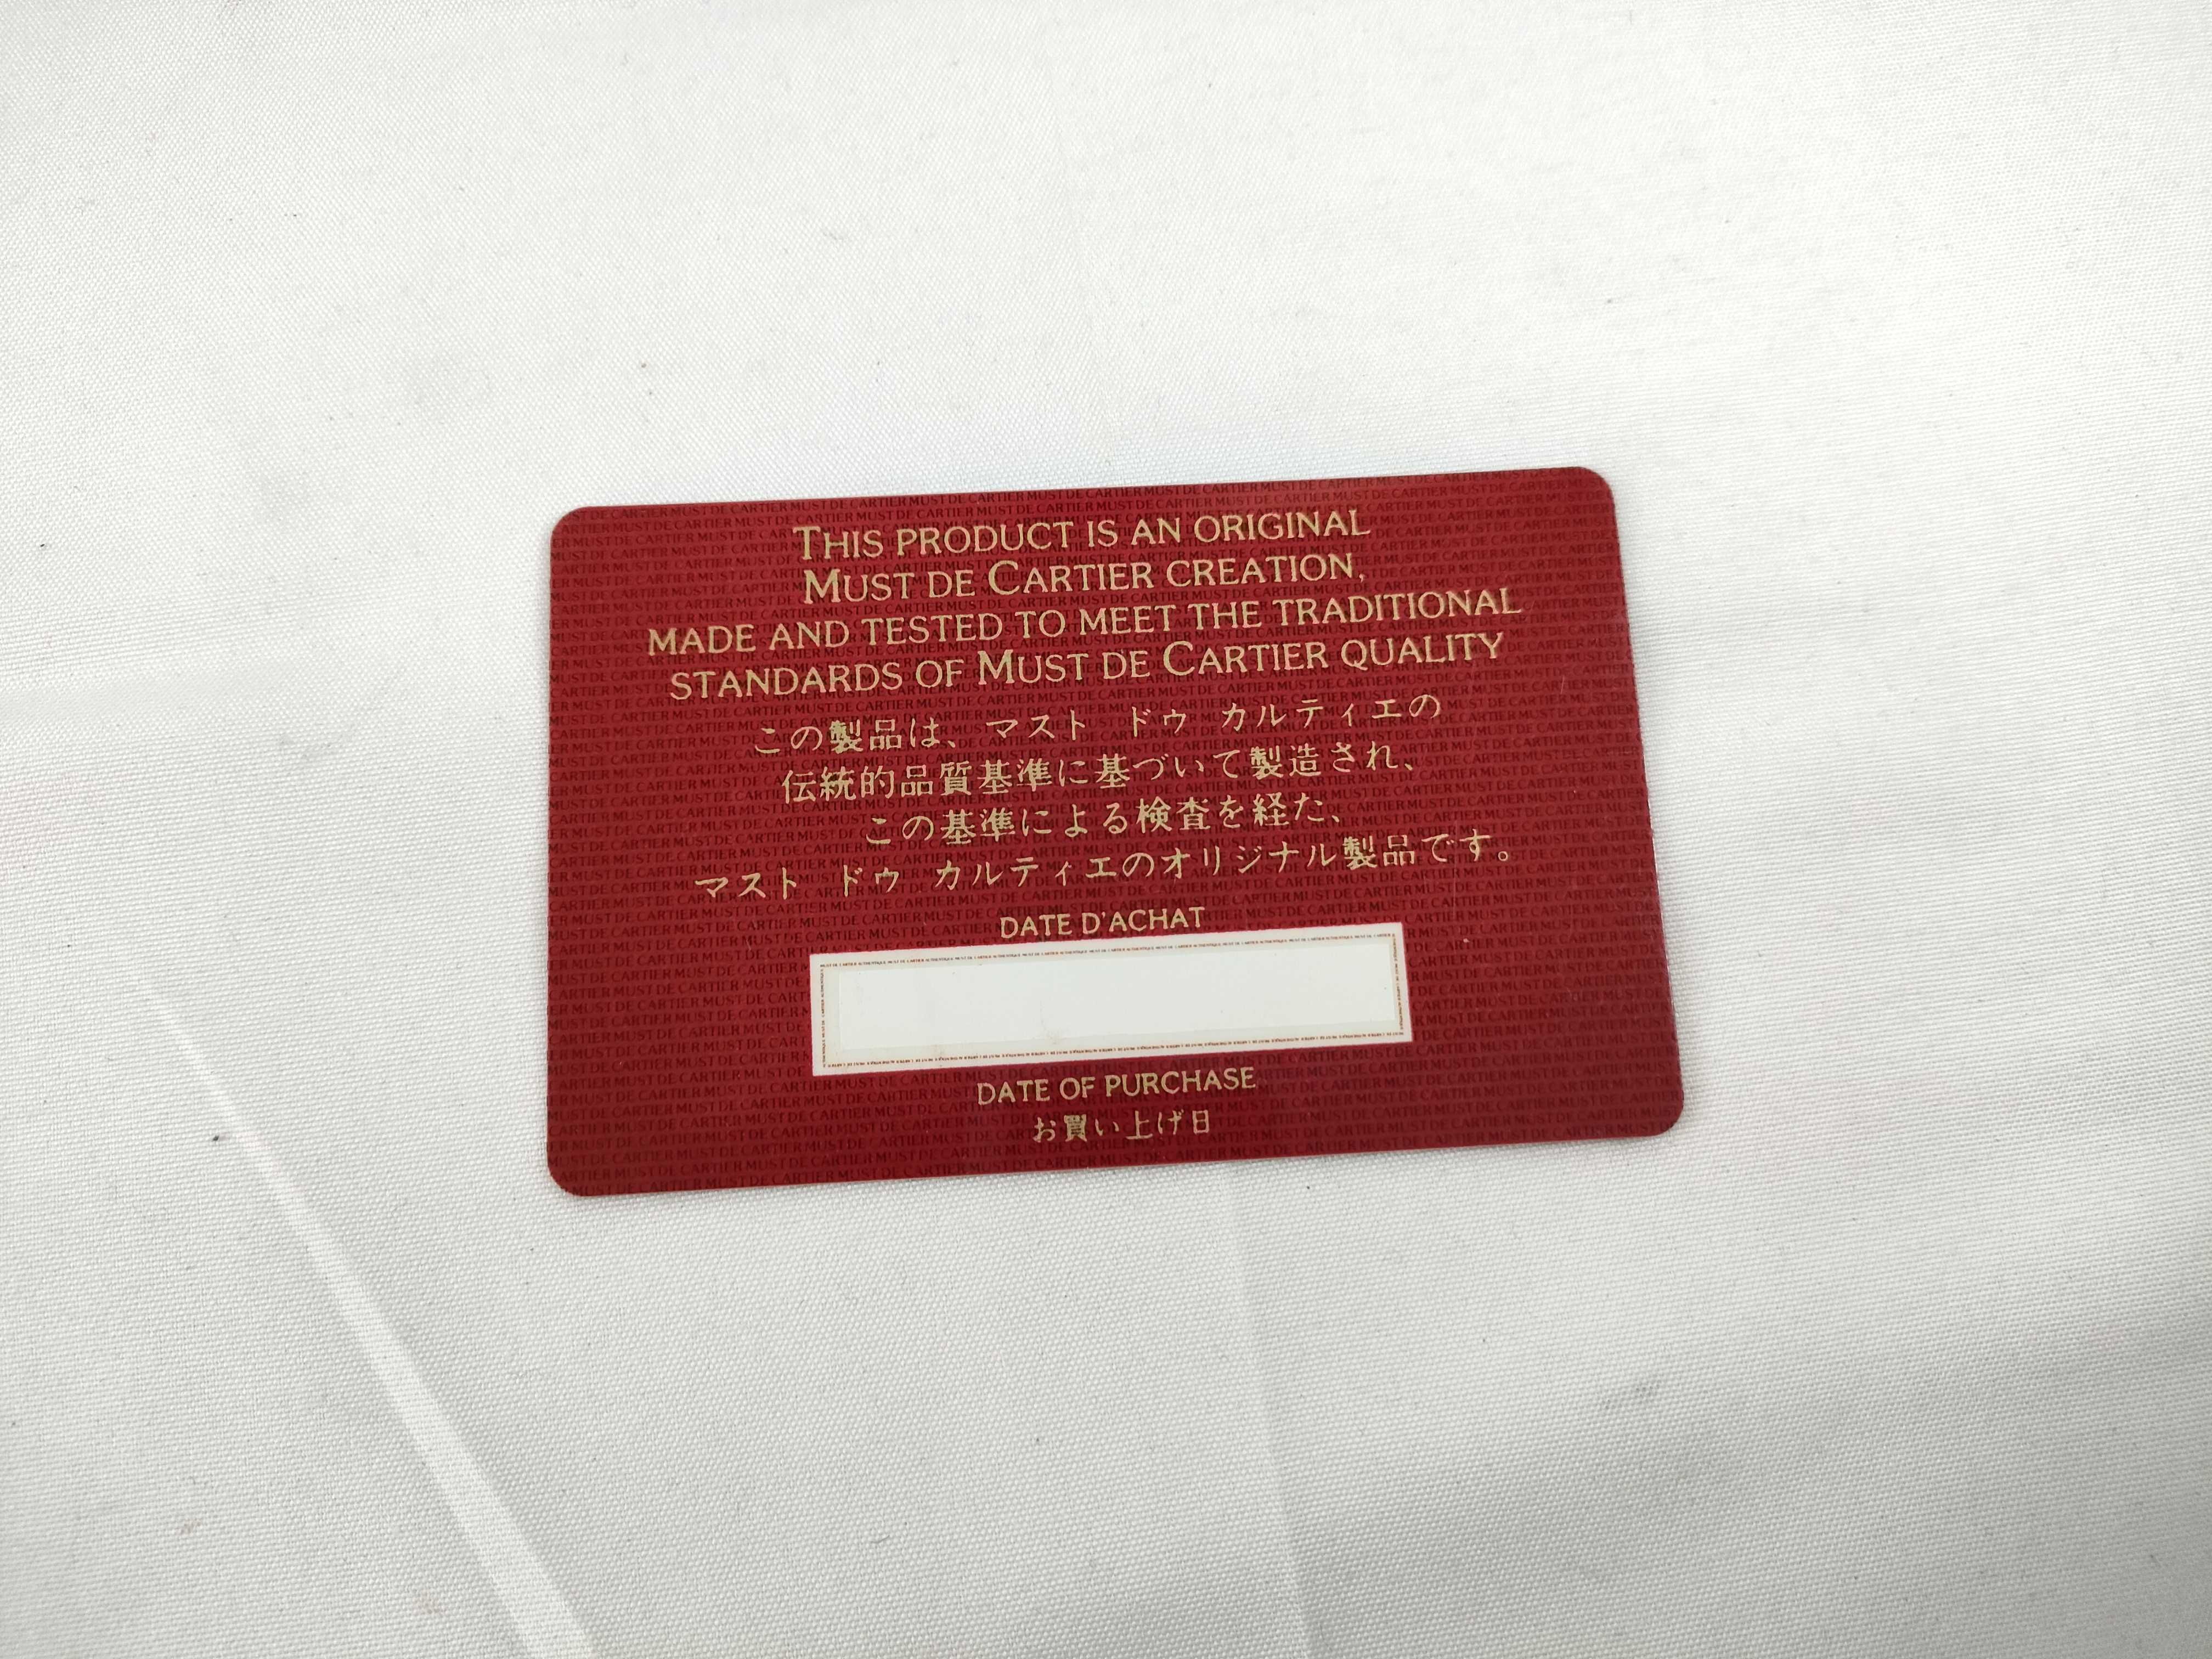 THIS PRODUCT IS AN ORIGINAL
MUST DE CARTIER CREATION,
MADE AND TESTED TO MEET THE TRADITIONAL
STANDARDS OF MUST DE CARTIER QUALITY
この製品は、マスト ドゥ カルティエの
伝統的品質基準に基づいて製造され、
この基準による検査を経た、
マスト ドゥ カルティエのオリジナル製品です。
DATE D'ACHAT
DATE OF PURCHASE
お買い上げ日